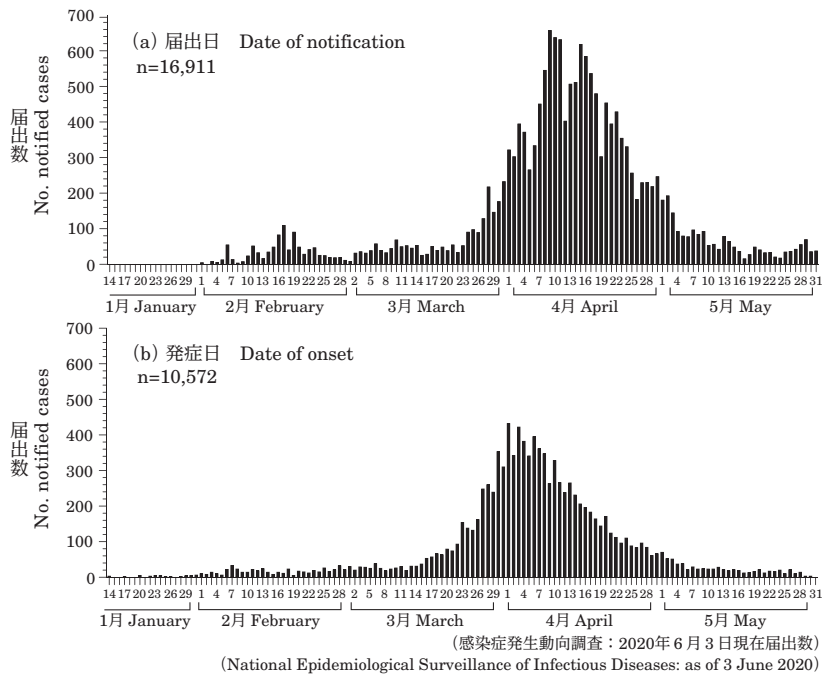 700
600
500
400
300
200
100
0
(a) 届出日 Date of notification
n=16,911
届出数
No. notified cases
14 17 20 23 26 29 1 4 7 10 13 16 19 22 25 28 2 5 8 11 14 17 20 23 26 29 1 4 7 10 13 16 19 22 25 28 1 4 7 10 13 16 19 22 25 28 31
1月 January 2月 February 3月 March 4月 April 5月 May
700
600
500
400
300
200
100
0
(b) 発症日 Date of onset
n=10,572
届出数
No. notified cases
14 17 20 23 26 29 1 4 7 10 13 16 19 22 25 28 2 5 8 11 14 17 20 23 26 29 1 4 7 10 13 16 19 22 25 28 1 4 7 10 13 16 19 22 25 28 31
1月 January 2月 February 3月 March 4月 April 5月 May
(感染症発生動向調査：2020年6月3日現在届出数)
(National Epidemiological Surveillance of Infectious Diseases: as of 3 June 2020)